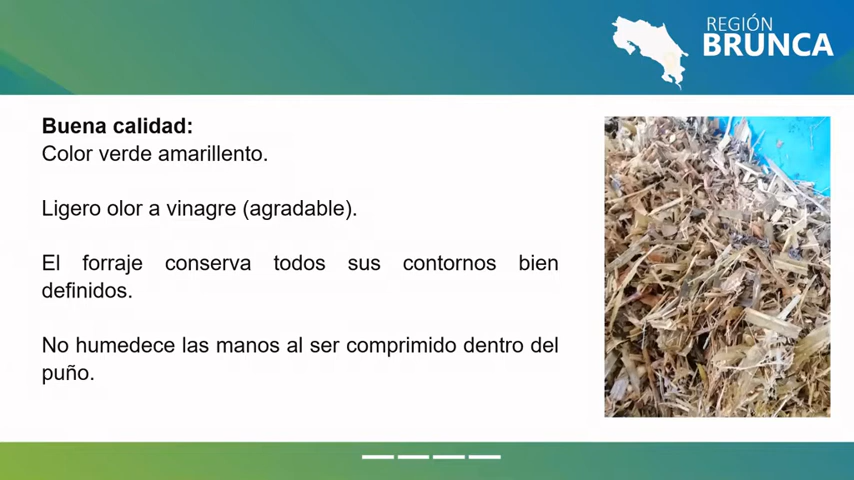 REGIÓN
BRUNCA
Buena calidad:
Color verde amarillento.
Ligero olor a vinagre (agradable).
El forraje conserva todos sus contornos bien
definidos.
No humedece las manos al ser comprimido dentro del
puño.